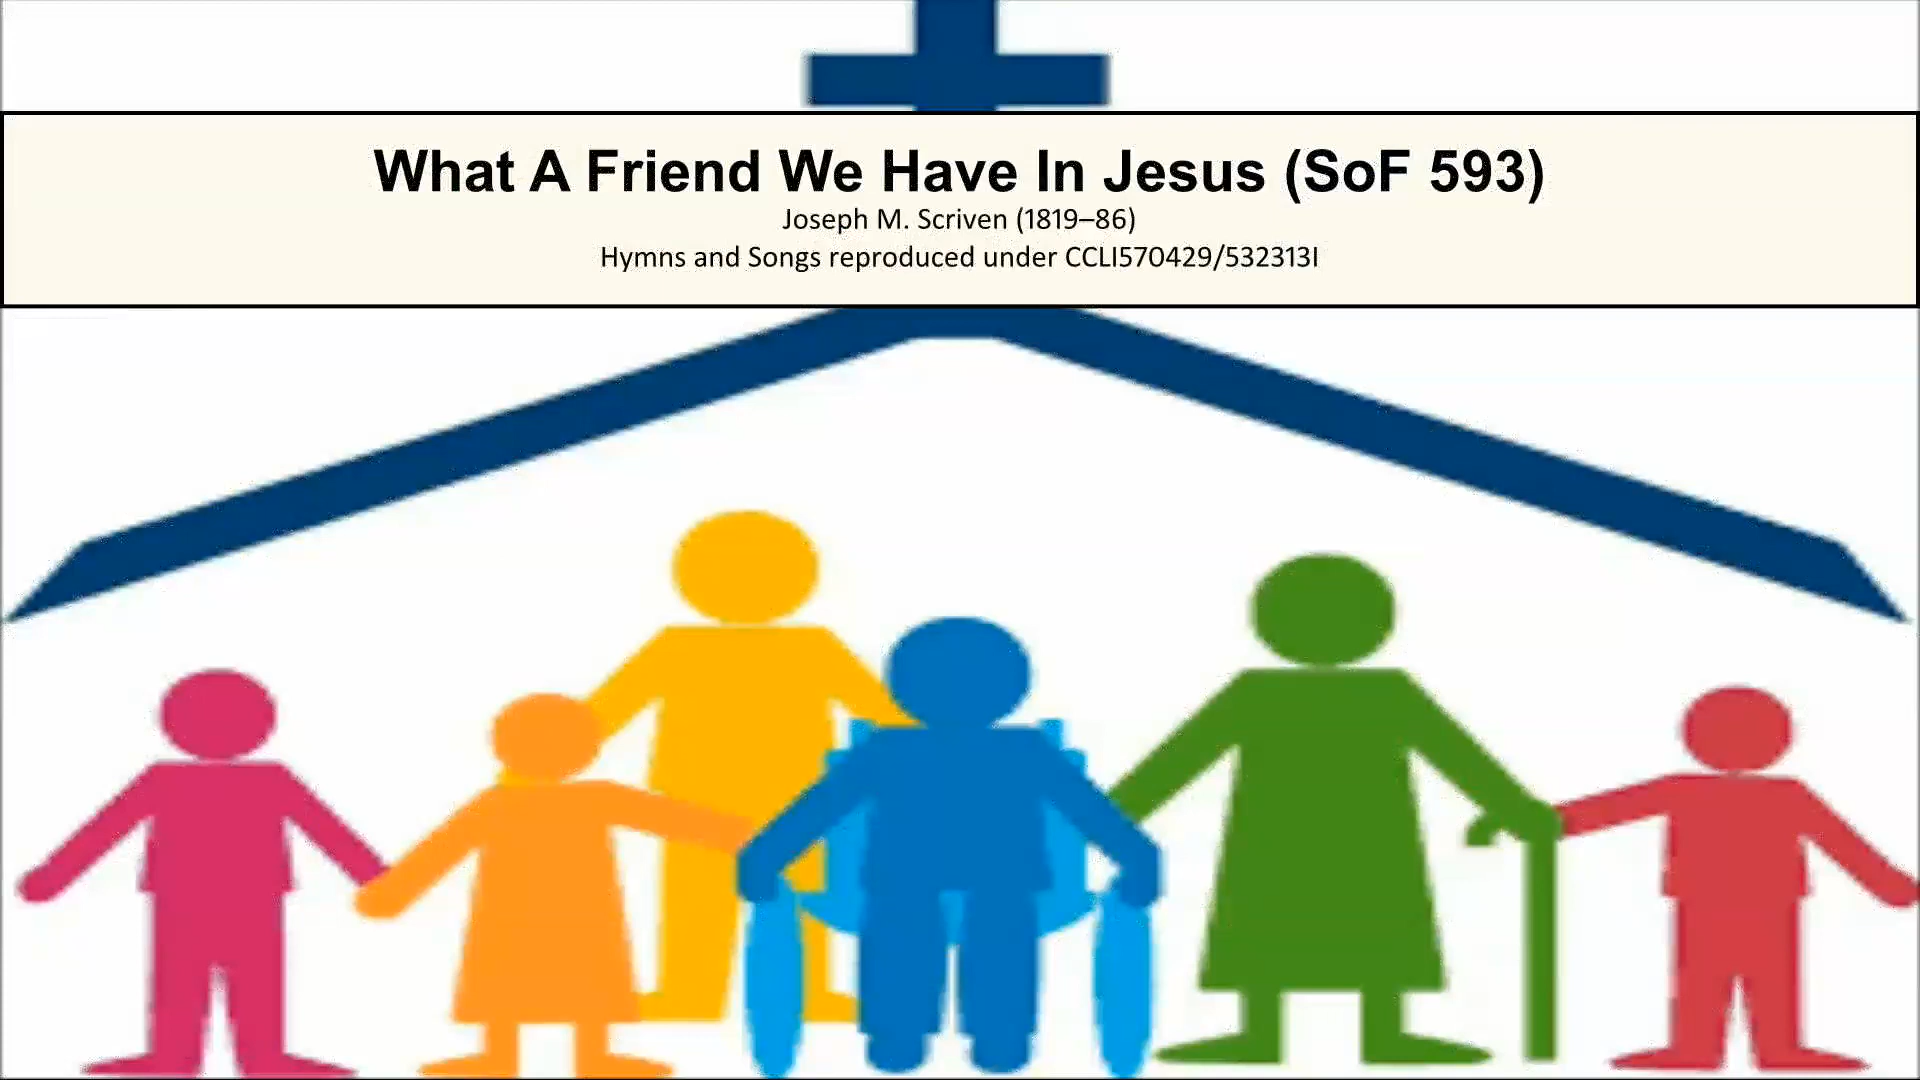 What A Friend We Have In Jesus (SoF 593)
Joseph M. Scriven (1819–86)
Hymns and Songs reproduced under CCLI570429/532313I